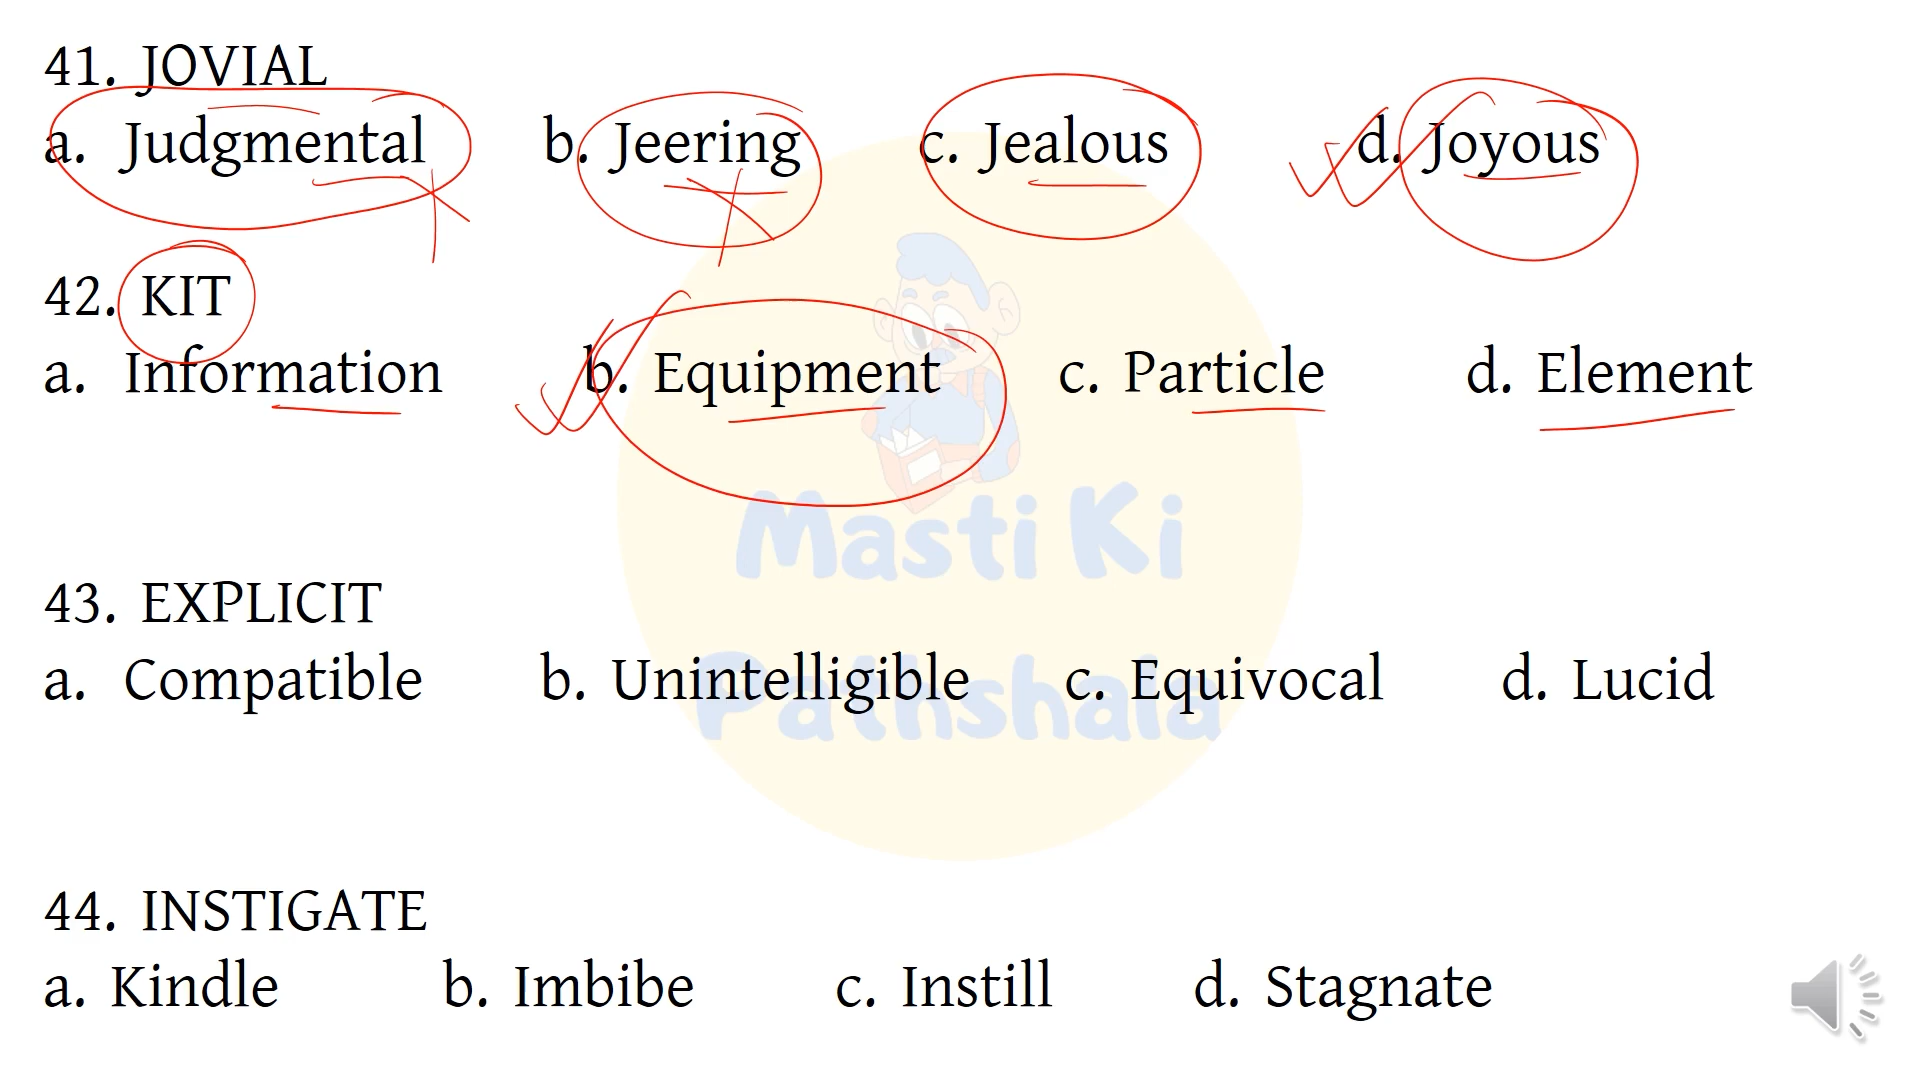 41. JOVIAL
a. Judgmental b. Jeering c. Jealous d. Joyous
42. KIT
a. Information b. Equipment c. Particle d. Element
Masti Ki
43. EXPLICIT
a. Compatible b. Unintelligible c. Equivocal d. Lucid
Pathshala
44. INSTIGATE
a. Kindle b. Imbibe c. Instill d. Stagnate